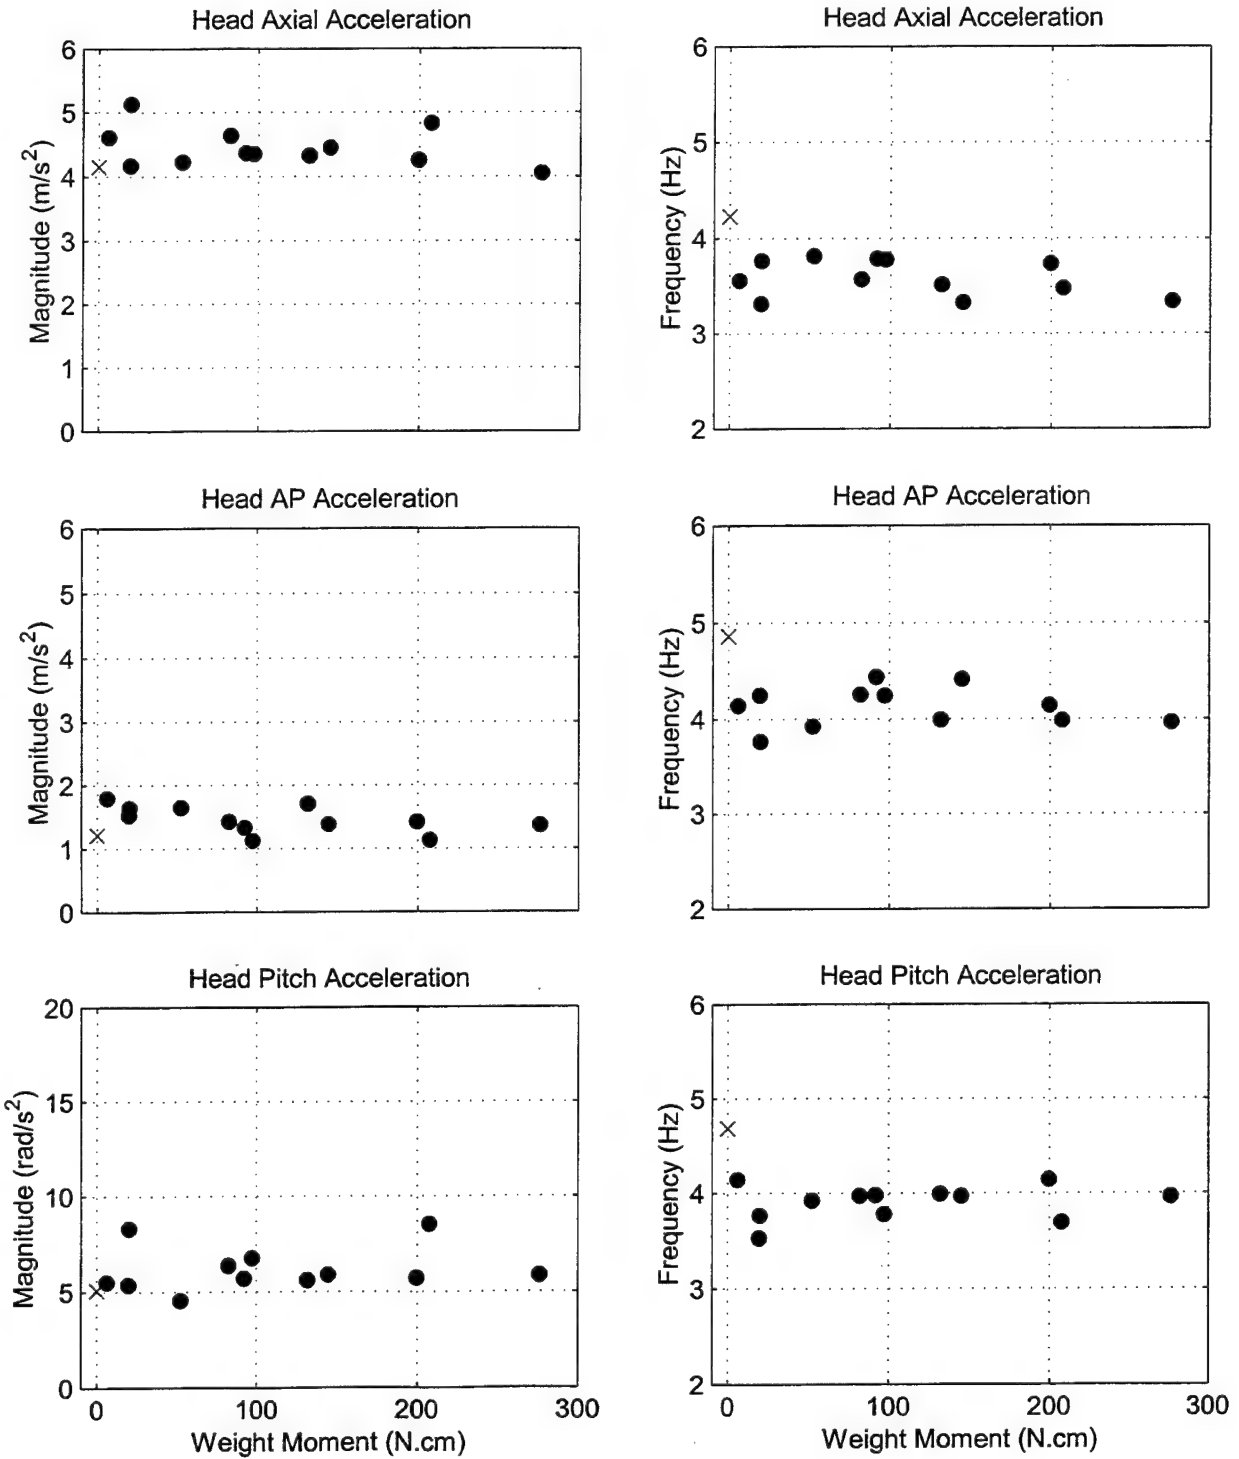 Head Axial Acceleration
6
5
4
3
2
1
0
Magnitude (m/s²)
Head Axial Acceleration
6
5
4
3
2
Frequency (Hz)
Head AP Acceleration
6
5
4
3
2
1
0
Magnitude (m/s²)
Head AP Acceleration
6
5
4
3
2
Frequency (Hz)
Head Pitch Acceleration
20
15
10
5
0
Magnitude (rad/s²)
0 100 200 300
Weight Moment (N.cm)
Head Pitch Acceleration
6
5
4
3
2
Frequency (Hz)
0 100 200 300
Weight Moment (N.cm)